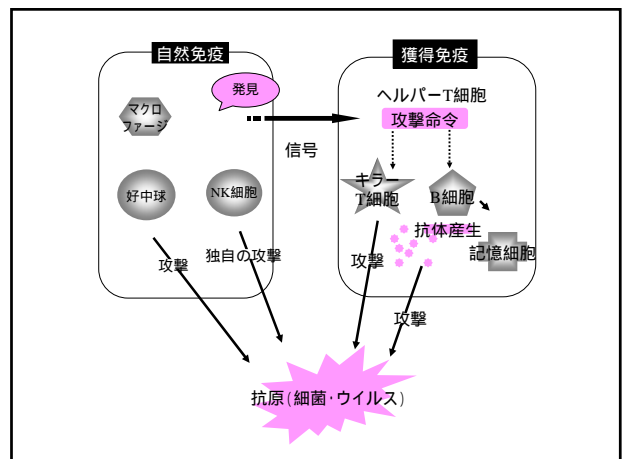 自然免疫
獲得免疫
発見
マクロ
ファージ
ヘルパーT細胞
攻撃命令
信号
好中球
NK細胞
キラー
T細胞
B細胞
抗体産生
記憶細胞
攻撃
独自の攻撃
攻撃
攻撃
抗原(細菌・ウイルス)